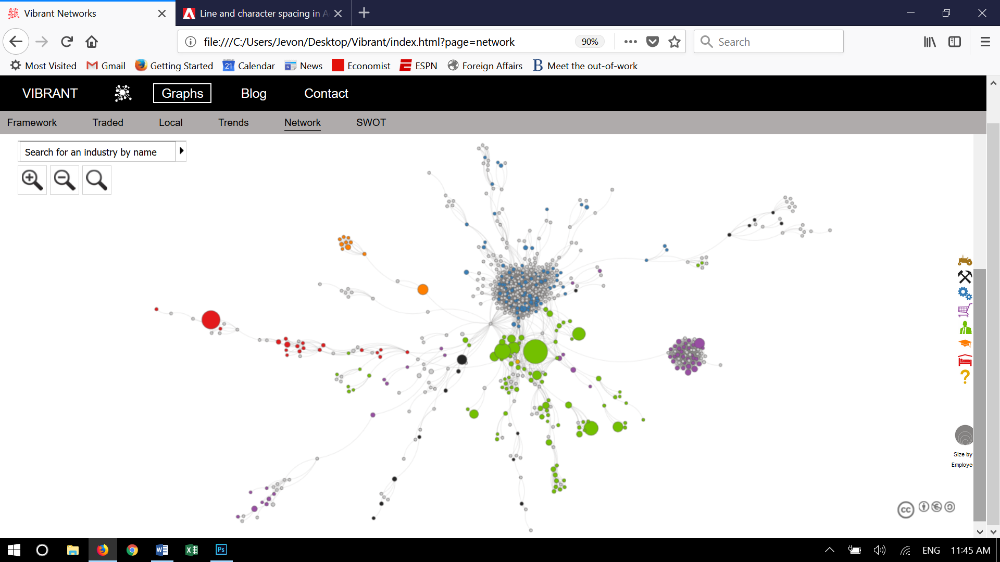 Vibrant Networks
Line and character spacing in A
file:///C:/Users/Jevon/Desktop/Vibrant/index.html?page=network
90%
Search
Most Visited
Gmail
Getting Started
21
Calendar
News
Economist
ESPN
Foreign Affairs
B
Meet the out-of-work
VIBRANT
Graphs
Blog
Contact
Framework
Traded
Local
Trends
Network
SWOT
Search for an industry by name
?
Size by
Employe
cc
W
X
Ps
ENG
11:45 AM